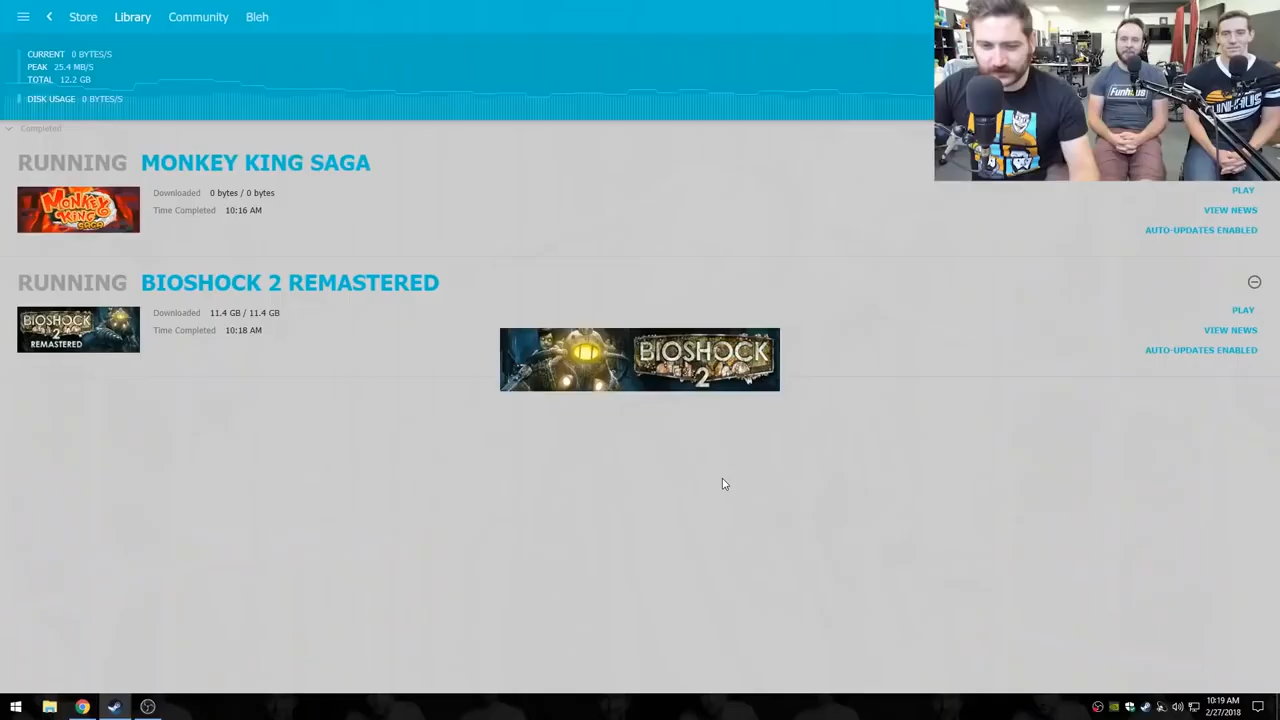 Store Library Community Bleh
CURRENT 0 BYTES/S
PEAK 25.4 MB/S
TOTAL 12.2 GB
DISK USAGE 0 BYTES/S
Completed
Funhaus
FUNHAUS
RUNNING MONKEY KING SAGA
MONKEY KING SAGA
Downloaded 0 bytes / 0 bytes
Time Completed 10:16 AM
PLAY
VIEW NEWS
AUTO-UPDATES ENABLED
RUNNING BIOSHOCK 2 REMASTERED
BIOSHOCK 2 REMASTERED
Downloaded 11.4 GB / 11.4 GB
Time Completed 10:18 AM
PLAY
VIEW NEWS
AUTO-UPDATES ENABLED
BIOSHOCK
2
10:19 AM
2/27/2018